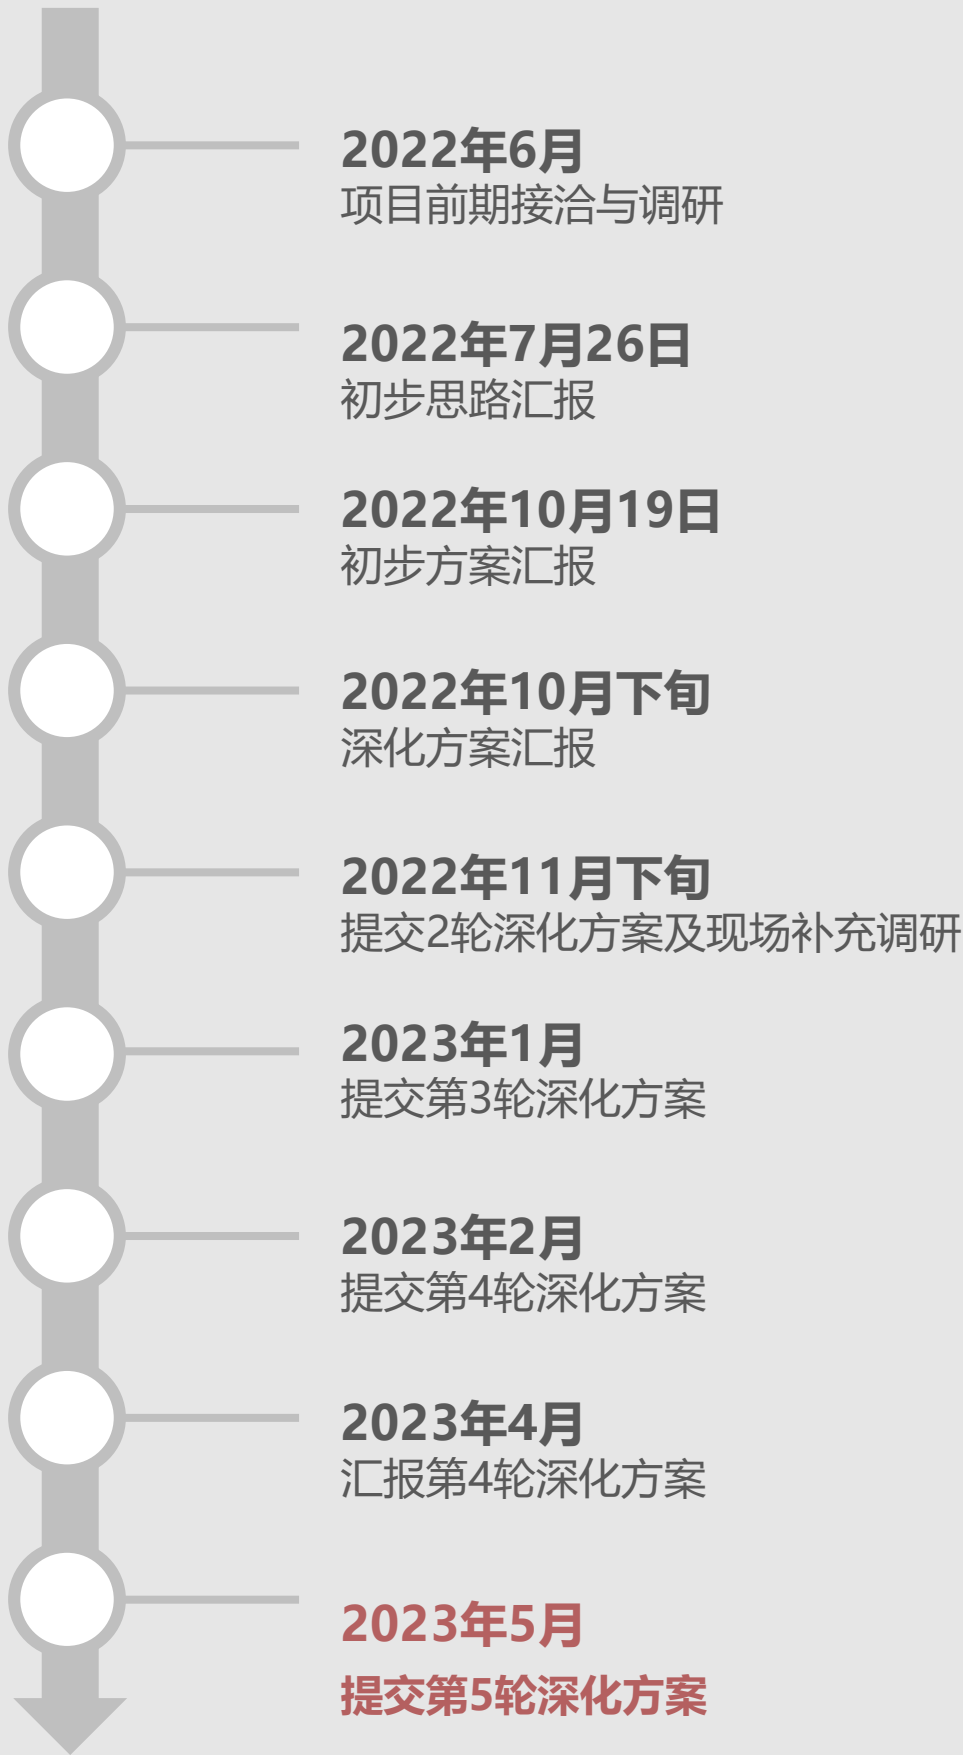 2022年6月
项目前期接洽与调研
2022年7月26日
初步思路汇报
2022年10月19日
初步方案汇报
2022年10月下旬
深化方案汇报
2022年11月下旬
提交2轮深化方案及现场补充调研
2023年1月
提交第3轮深化方案
2023年2月
提交第4轮深化方案
2023年4月
汇报第4轮深化方案
2023年5月
提交第5轮深化方案